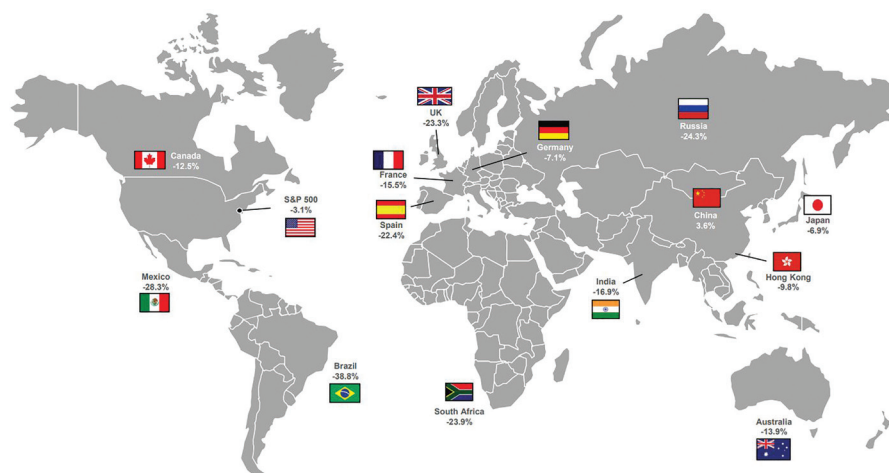 UK
-23.3%
Germany
-7.1%
Russia
-24.3%
Canada
-12.5%
France
-15.5%
S&P 500
-3.1%
Spain
-22.4%
China
3.6%
Japan
-6.9%
Mexico
-28.3%
India
-16.9%
Hong Kong
-9.8%
Brazil
-38.8%
South Africa
-23.9%
Australia
-13.9%